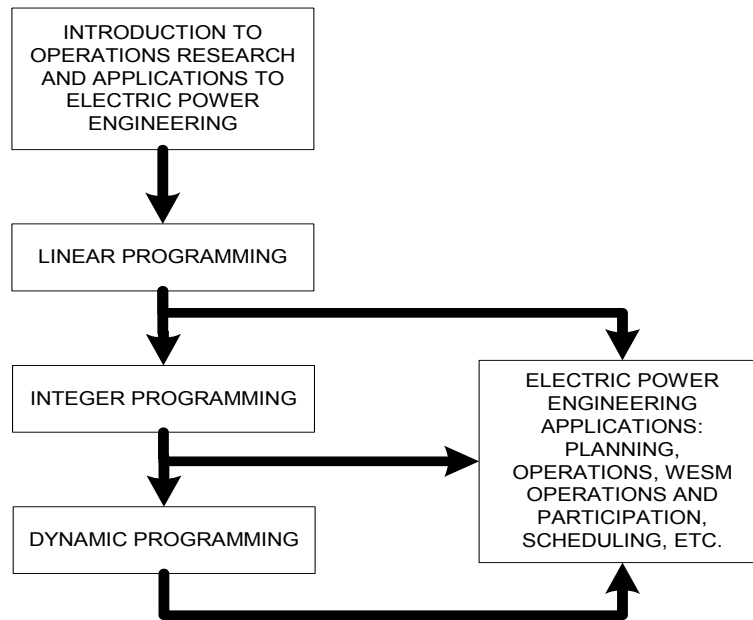 INTRODUCTION TO
OPERATIONS RESEARCH
AND APPLICATIONS TO
ELECTRIC POWER
ENGINEERING
LINEAR PROGRAMMING
INTEGER PROGRAMMING
ELECTRIC POWER
ENGINEERING
APPLICATIONS:
PLANNING,
OPERATIONS, WESM
OPERATIONS AND
PARTICIPATION,
SCHEDULING, ETC.
DYNAMIC PROGRAMMING